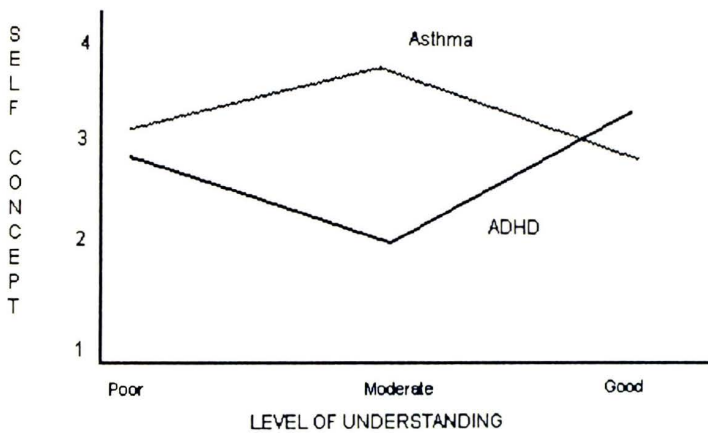 SELF CONCEPT
4
3
2
1
Asthma
ADHD
Poor Moderate Good
LEVEL OF UNDERSTANDING